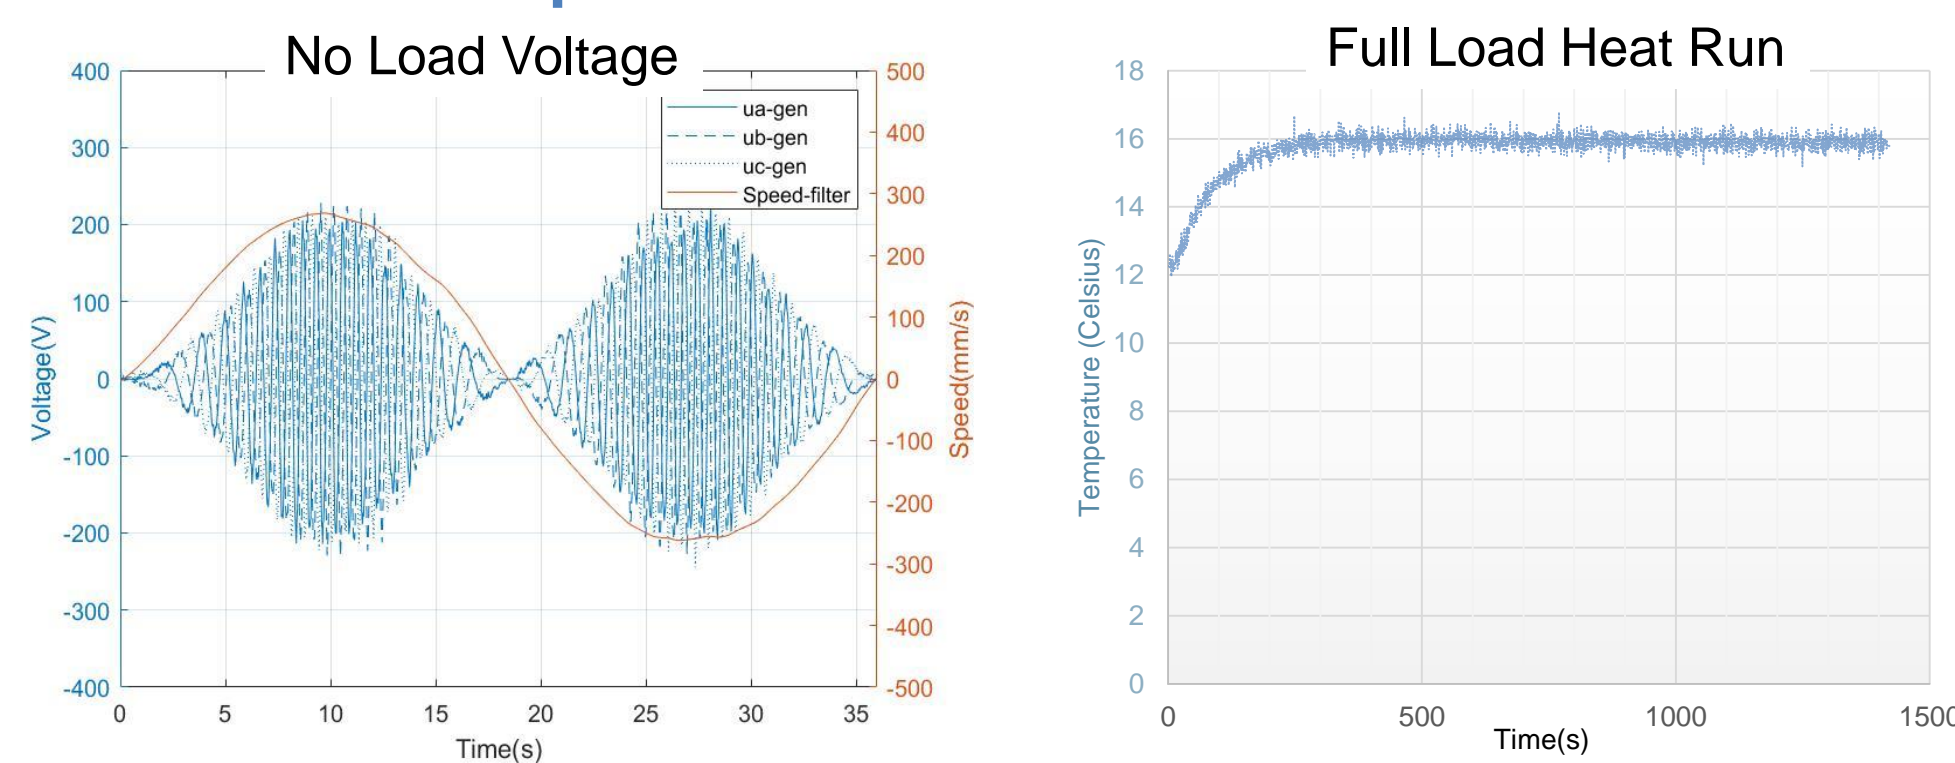 No Load Voltage
400
300
200
100
0
-100
-200
-300
-400
Voltage(V)
0 5 10 15 20 25 30 35
Time(s)
500
400
300
200
100
0
-100
-200
-300
-400
-500
Speed(mm/s)
ua-gen
ub-gen
uc-gen
Speed-filter
Full Load Heat Run
18
16
14
12
10
8
6
4
2
0
Temperature (Celsius)
0 500 1000 1500
Time(s)